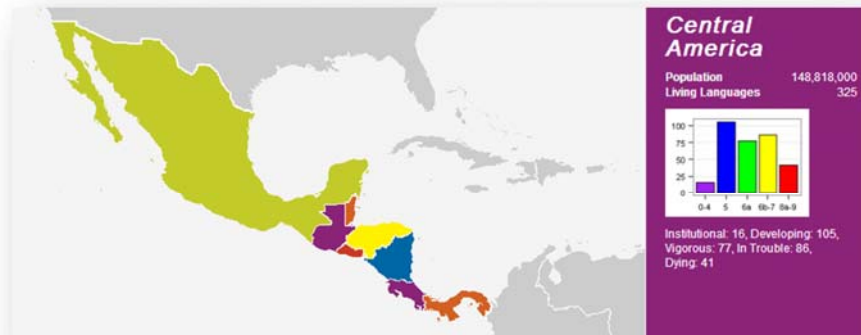 Central
America
Population 148,818,000
Living Languages 325
100
75
50
25
0
0-4 5 6a 6b-7 8a-9
Institutional: 16, Developing: 105,
Vigorous: 77, In Trouble: 86,
Dying: 41